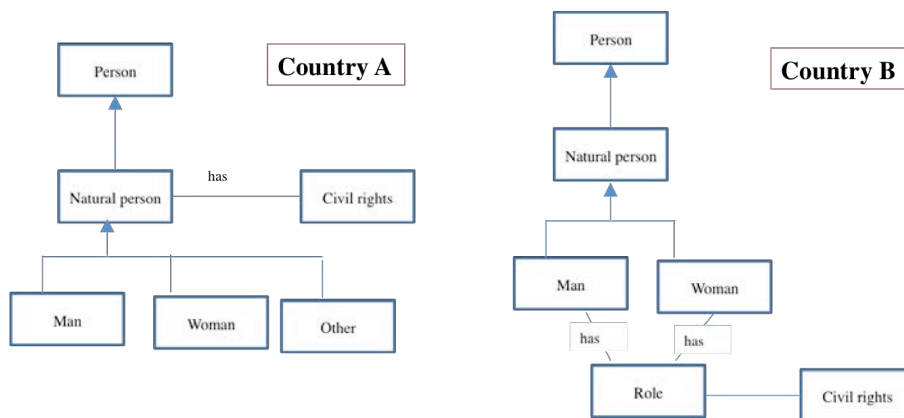 Person
Country A
Natural person
has
Civil rights
Man
Woman
Other
Person
Country B
Natural person
Man
Woman
has
has
Role
Civil rights